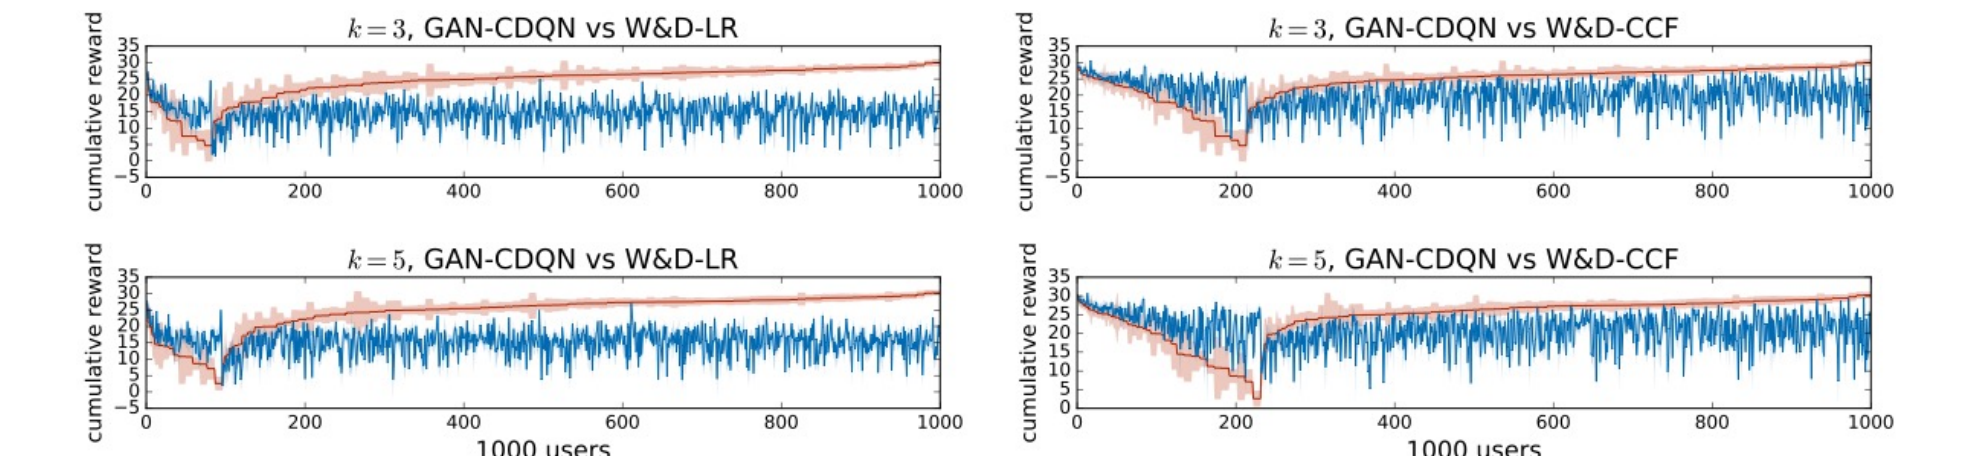 k = 3, GAN-CDQN vs W&D-LR
cumulative reward
35
30
25
20
15
10
5
0
−5
0 200 400 600 800 1000
k = 3, GAN-CDQN vs W&D-CCF
cumulative reward
35
30
25
20
15
10
5
0
−5
0 200 400 600 800 1000
k = 5, GAN-CDQN vs W&D-LR
cumulative reward
35
30
25
20
15
10
5
0
−5
0 200 400 600 800 1000
1000 users
k = 5, GAN-CDQN vs W&D-CCF
cumulative reward
35
30
25
20
15
10
5
0
0 200 400 600 800 1000
1000 users